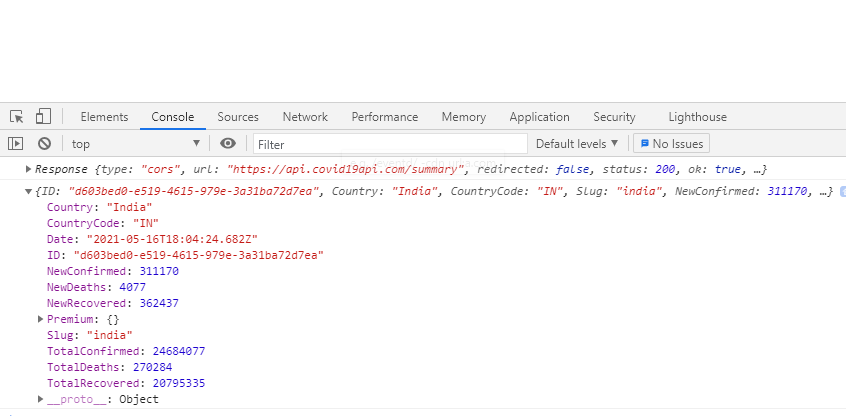 Elements Console Sources Network Performance Memory Application Security Lighthouse
top Filter Default levels No Issues
Response {type: "cors", url: "https://api.covid19api.com/summary", redirected: false, status: 200, ok: true, …}
{ID: "d603bed0-e519-4615-979e-3a31ba72d7ea", Country: "India", CountryCode: "IN", Slug: "india", NewConfirmed: 311170, …}
Country: "India"
CountryCode: "IN"
Date: "2021-05-16T18:04:24.682Z"
ID: "d603bed0-e519-4615-979e-3a31ba72d7ea"
NewConfirmed: 311170
NewDeaths: 4077
NewRecovered: 362437
Premium: {}
Slug: "india"
TotalConfirmed: 24684077
TotalDeaths: 270284
TotalRecovered: 20795335
__proto__: Object